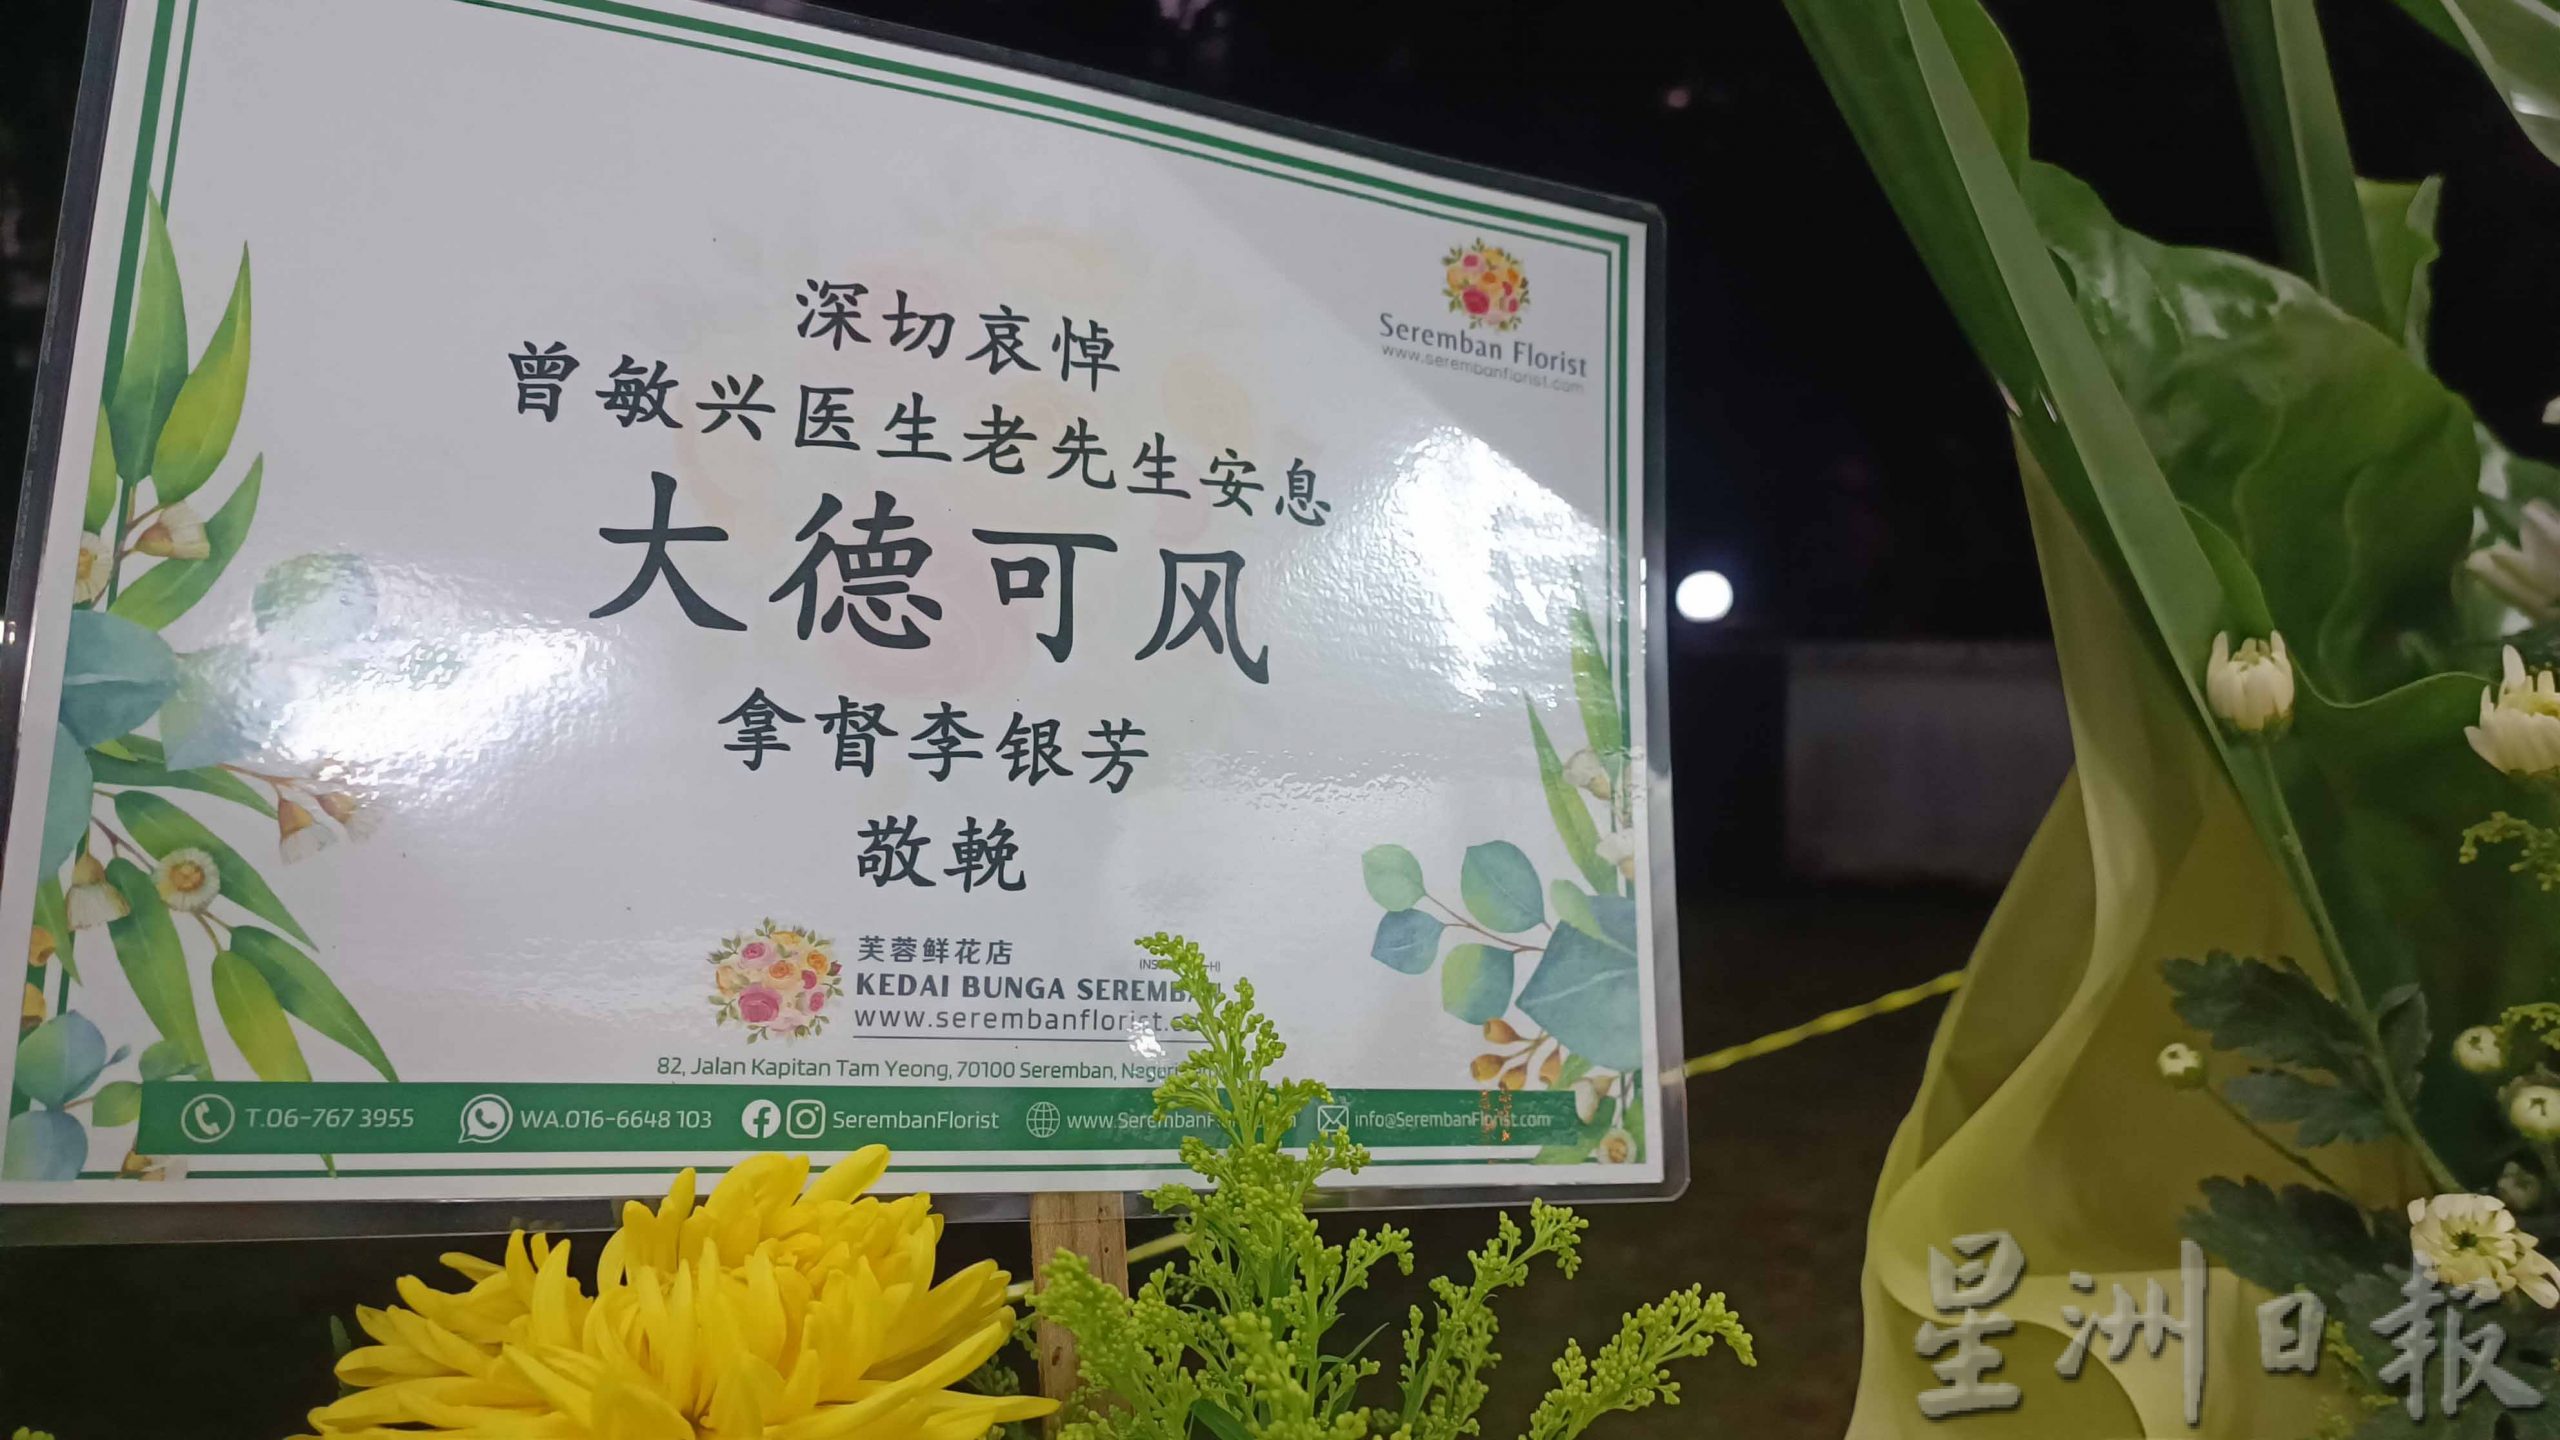 Seremban Florist
www.serembanflorist.com
深切哀悼
曾敏兴医生老先生安息
大德可风
拿督李银芳
敬輓
芙蓉鲜花店
KEDAI BUNGA
www.serembanflorist
82, Jalan Kapitan Tam Yeong, 70100 Seremban, Negeri
T.06-767 3955 WA.016-6648 103 SerembanFlorist info@SerembanFlorist.com
星洲日报